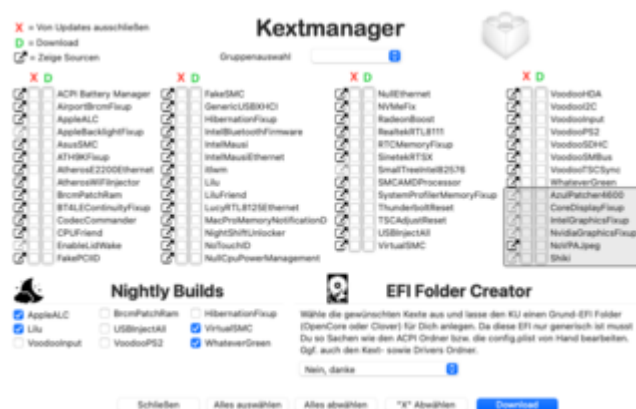 Kextmanager
X = Von Updates ausschließen
D = Download
= Zeige Sourcen
Gruppenauswahl
X D
ACPI Battery Manager
AirportBrcmFixup
AppleALC
AppleBacklightFixup
AsusSMC
ATH9KFixup
AtherosE2200Ethernet
AtherosWiFiInjector
BrcmPatchRam
BT4LEContinuityFixup
CodecCommander
CPUFriend
EnableLidWake
FakePCIID
X D
FakeSMC
GenericUSBXHCI
HibernationFixup
IntelBluetoothFirmware
IntelMausi
IntelMausiEthernet
itlwm
Lilu
LiluFriend
LucyRTL8125Ethernet
MacProMemoryNotificationD
NightShiftUnlocker
NoTouchID
NullCpuPowerManagement
X D
NullEthernet
NVMeFix
RadeonBoost
RealtekRTL8111
RTCMemoryFixup
SinetekRTSX
SmallTreeIntel82576
SMCAMDProcessor
SystemProfilerMemoryFixup
ThunderboltReset
TSCAdjustReset
USBInjectAll
VirtualSMC
X D
VoodooHDA
VoodooI2C
VoodooInput
VoodooPS2
VoodooSDHC
VoodooSMBus
VoodooTSCSync
WhateverGreen
AzulPatcher4600
CoreDisplayFixup
IntelGraphicsFixup
NvidiaGraphicsFixup
NoVPAJpeg
Shiki
Nightly Builds
AppleALC BrcmPatchRam HibernationFixup
Lilu USBInjectAll VirtualSMC
VoodooInput VoodooPS2 WhateverGreen
EFI Folder Creator
Wähle die gewünschten Kexte aus und lasse den KU einen Grund-EFI Folder
(OpenCore oder Clover) für Dich anlegen. Da diese EFI nur generisch ist musst
Du so Sachen wie den ACPI Ordner bzw. die config.plist von Hand bearbeiten.
Ggf. auch den Kext- sowie Drivers Ordner.
Nein, danke
Schließen Alles auswählen Alles abwählen "X" Abwählen Download